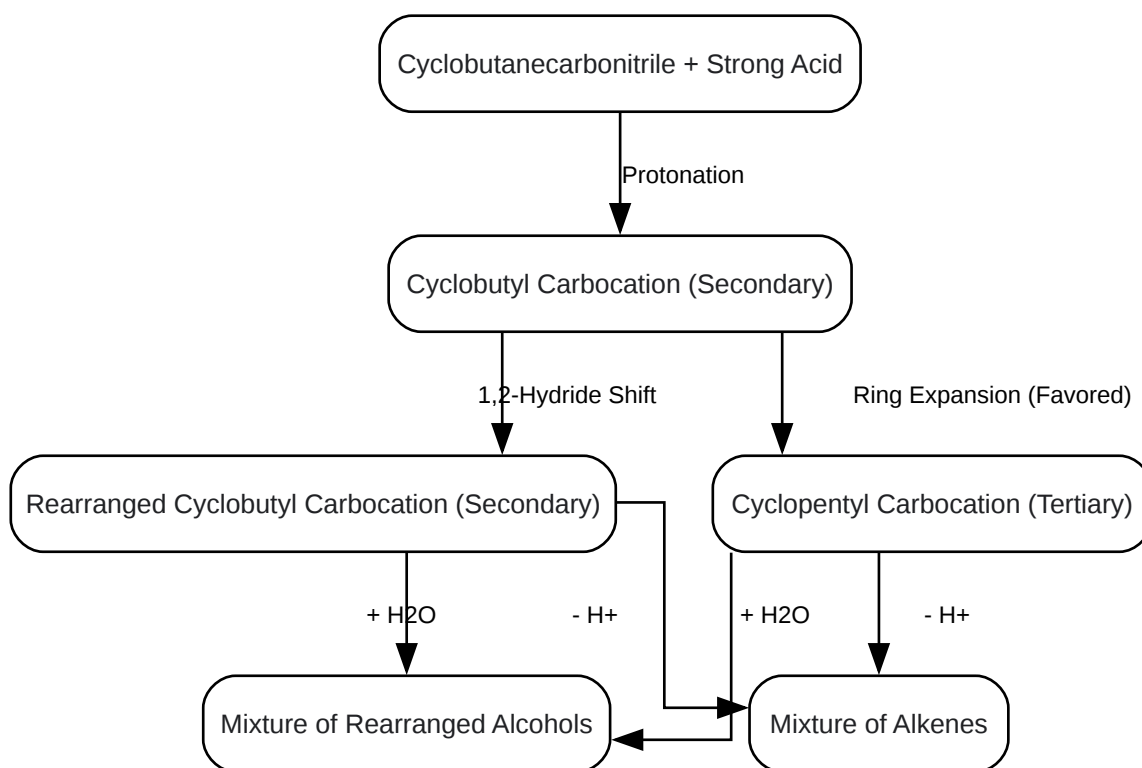 Cyclobutanecarbonitrile + Strong Acid
Protonation
Cyclobutyl Carbocation (Secondary)
1,2-Hydride Shift
Ring Expansion (Favored)
Rearranged Cyclobutyl Carbocation (Secondary)
Cyclopentyl Carbocation (Tertiary)
+ H2O
- H+
+ H2O
- H+
Mixture of Rearranged Alcohols
Mixture of Alkenes